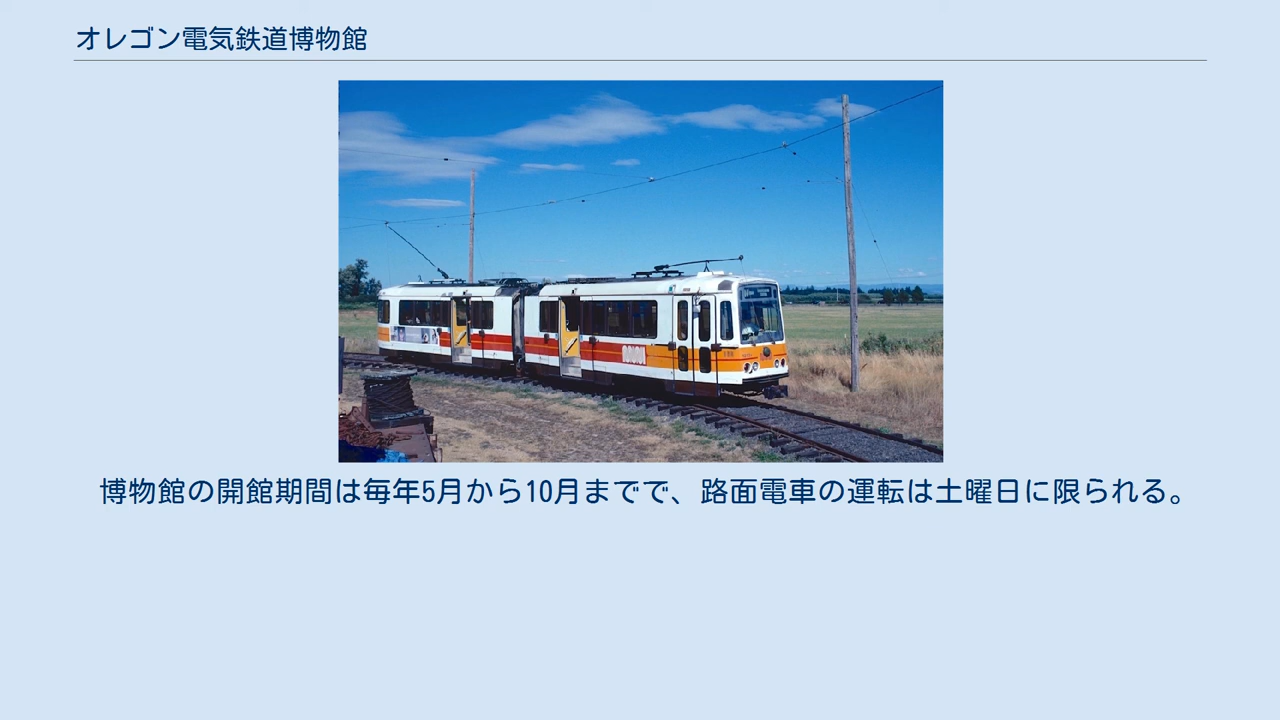 オレゴン電気鉄道博物館
博物館の開館期間は毎年5月から10月までで、路面電車の運転は土曜日に限られる。